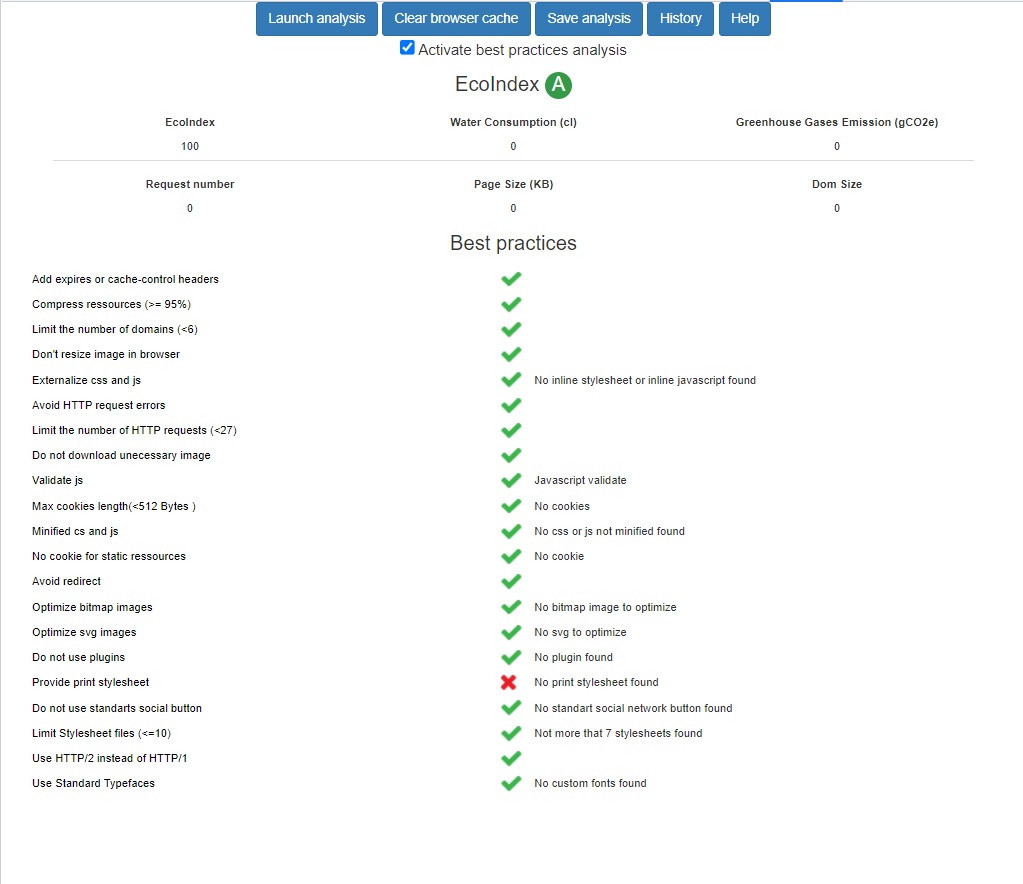 Launch analysis Clear browser cache Save analysis History Help
Activate best practices analysis
EcoIndex A
EcoIndex Water Consumption (cl) Greenhouse Gases Emission (gCO2e)
100 0 0
Request number Page Size (KB) Dom Size
0 0 0
Best practices
Add expires or cache-control headers
Compress ressources (>= 95%)
Limit the number of domains (<6)
Don't resize image in browser
Externalize css and js No inline stylesheet or inline javascript found
Avoid HTTP request errors
Limit the number of HTTP requests (<27)
Do not download unecessary image
Validate js Javascript validate
Max cookies length(<512 Bytes ) No cookies
Minified cs and js No css or js not minified found
No cookie for static ressources No cookie
Avoid redirect
Optimize bitmap images No bitmap image to optimize
Optimize svg images No svg to optimize
Do not use plugins No plugin found
Provide print stylesheet No print stylesheet found
Do not use standarts social button No standart social network button found
Limit Stylesheet files (<=10) Not more that 7 stylesheets found
Use HTTP/2 instead of HTTP/1
Use Standard Typefaces No custom fonts found